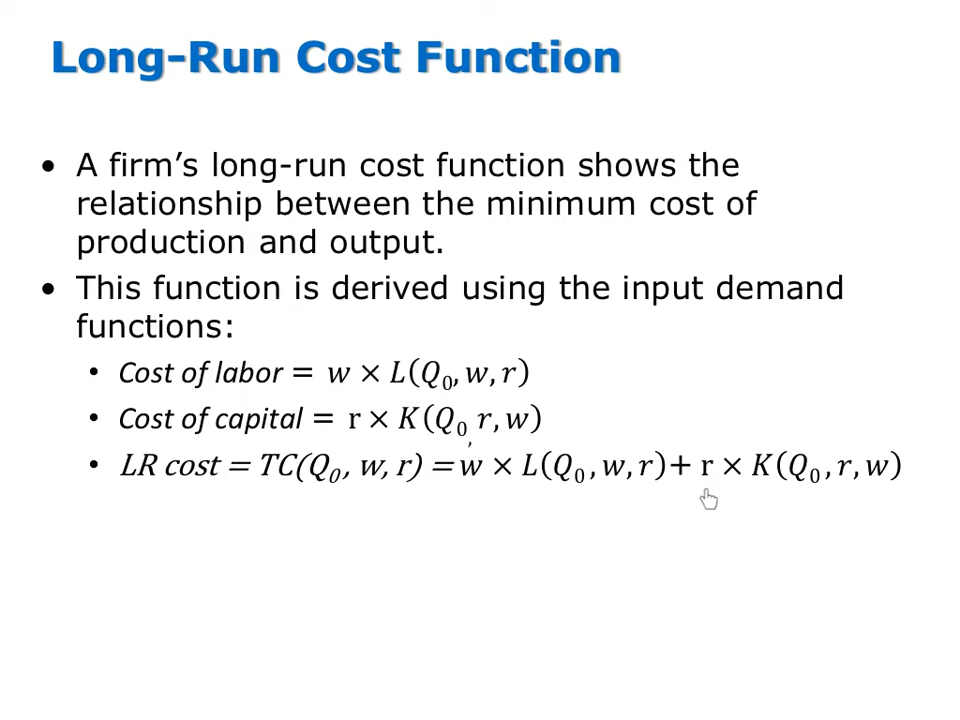 Long-Run Cost Function
• A firm’s long-run cost function shows the
relationship between the minimum cost of
production and output.
• This function is derived using the input demand
functions:
• Cost of labor = w × L(Q₀, w, r)
• Cost of capital = r × K(Q₀, r, w)
• LR cost = TC(Q₀, w, r) = w × L(Q₀, w, r) + r × K(Q₀, r, w)